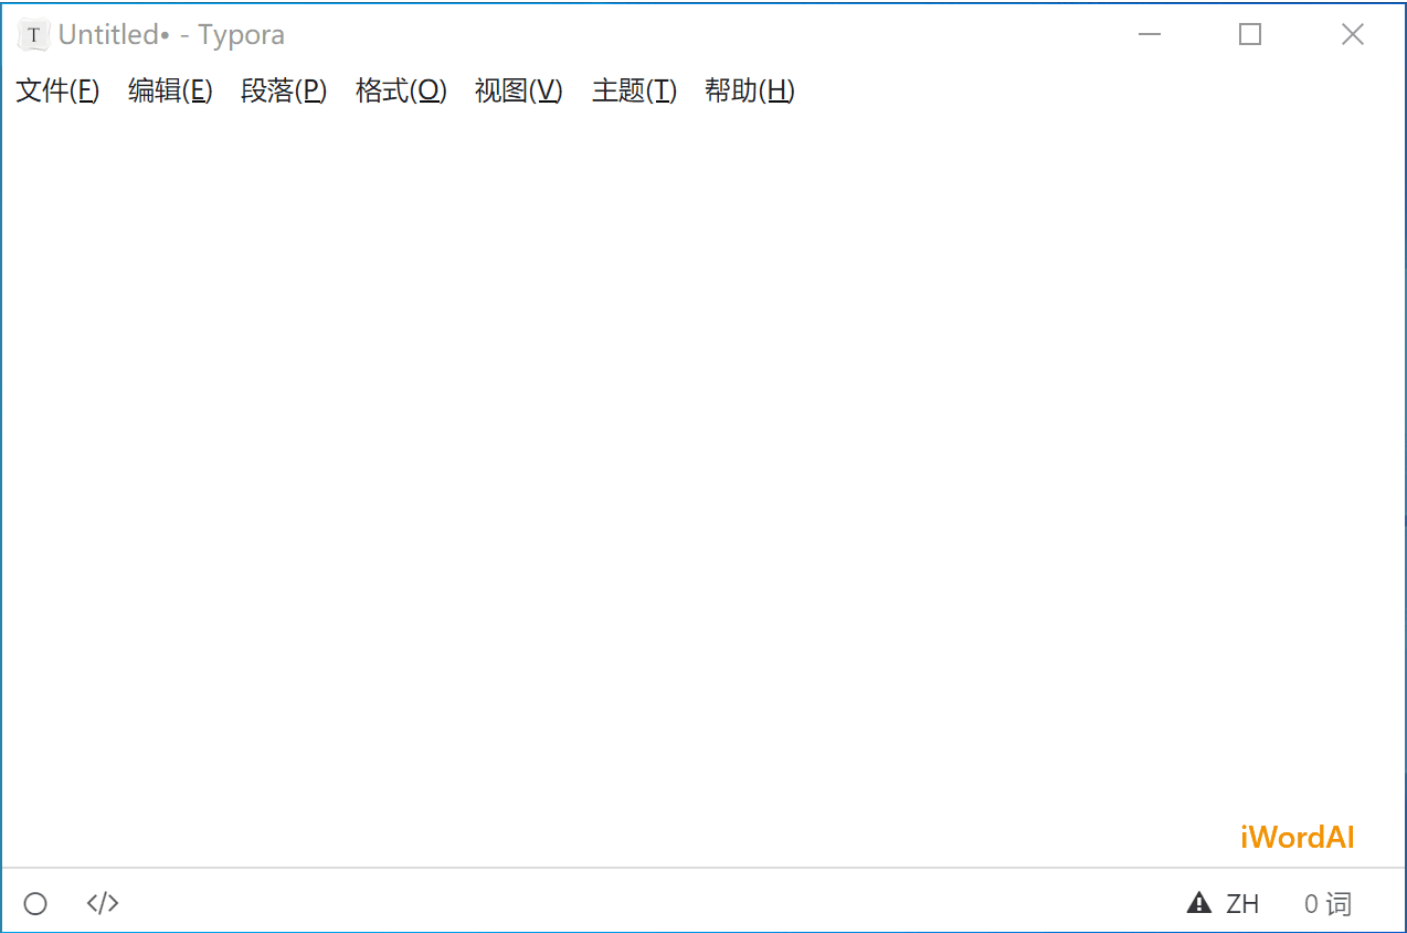 T Untitled• - Typora
文件(F) 编辑(E) 段落(P) 格式(O) 视图(V) 主题(T) 帮助(H)
iWordAI
</> ZH 0 词